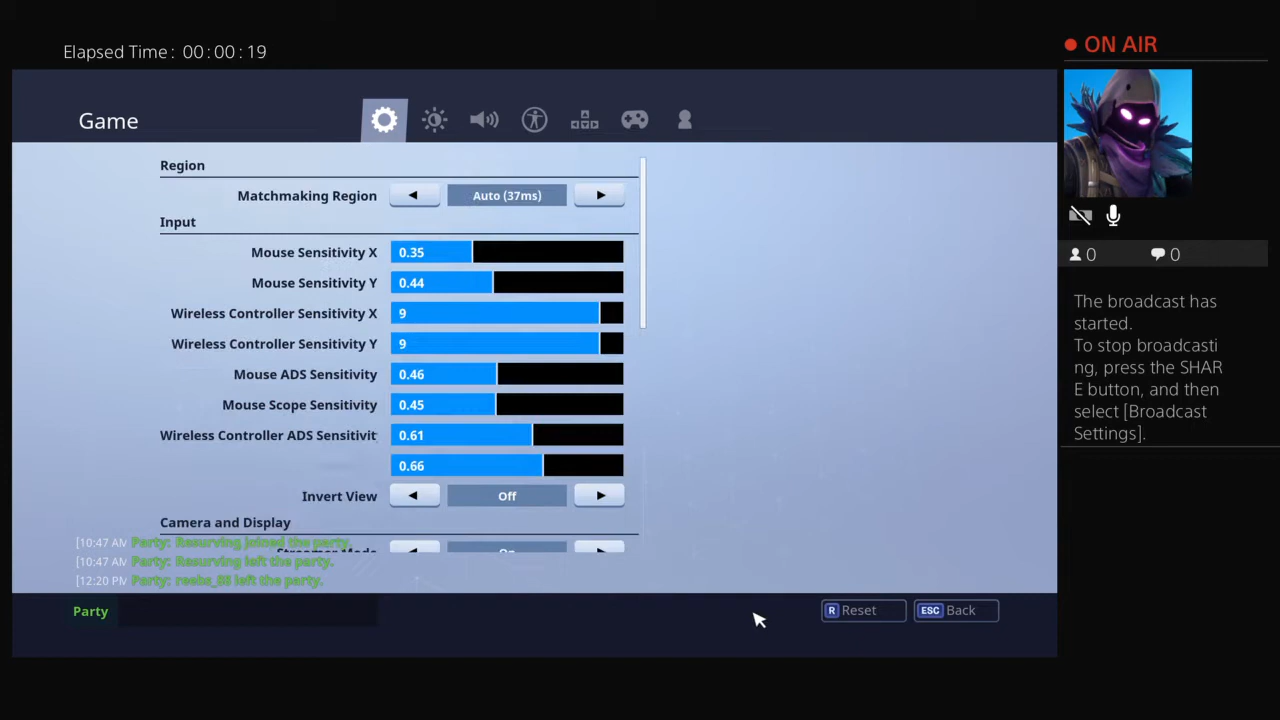 Elapsed Time: 00:00:19
ON AIR
Game
Region
Matchmaking Region Auto (37ms)
Input
Mouse Sensitivity X 0.35
Mouse Sensitivity Y 0.44
Wireless Controller Sensitivity X 9
Wireless Controller Sensitivity Y 9
Mouse ADS Sensitivity 0.46
Mouse Scope Sensitivity 0.45
Wireless Controller ADS Sensitivit 0.61
0.66
Invert View Off
Camera and Display
Streamer Mode On
[10:47 AM Party: Resurving joined the party.
[10:47 AM Party: Resurving left the party.
[12:20 PM Party: reebs_88 left the party.
Party
R Reset
ESC Back
0 0
The broadcast has
started.
To stop broadcasti
ng, press the SHAR
E button, and then
select [Broadcast
Settings].